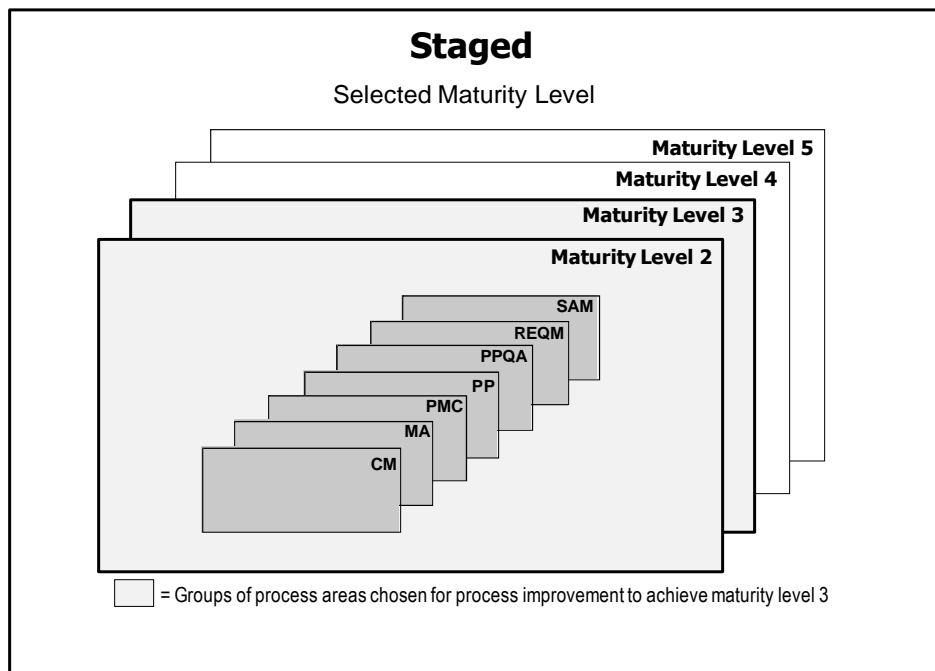 Staged
Selected Maturity Level
Maturity Level 5
Maturity Level 4
Maturity Level 3
Maturity Level 2
SAM
REQM
PPQA
PP
PMC
MA
CM
= Groups of process areas chosen for process improvement to achieve maturity level 3